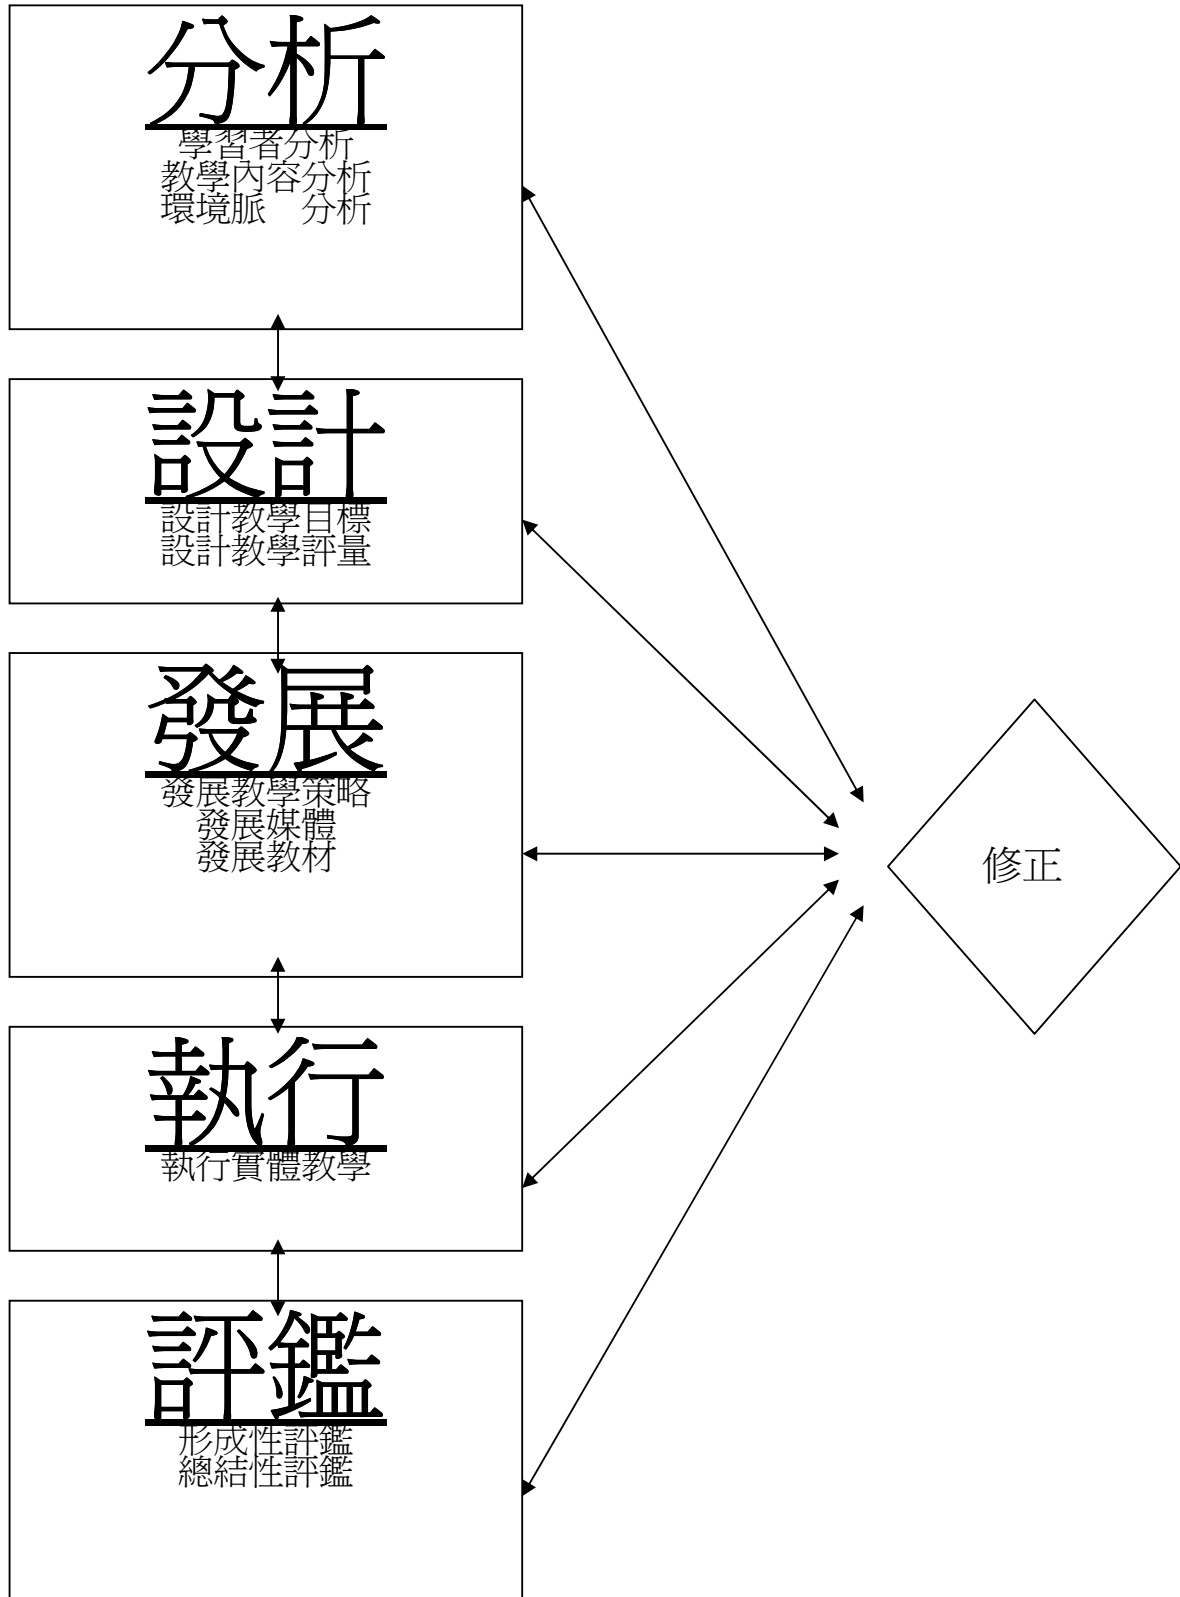 分析
學習者分析
教學內容分析
環境脈　分析
設計
設計教學目標
設計教學評量
發展
發展教學策略
發展媒體
發展教材
修正
執行
執行實體教學
評鑑
形成性評鑑
總結性評鑑